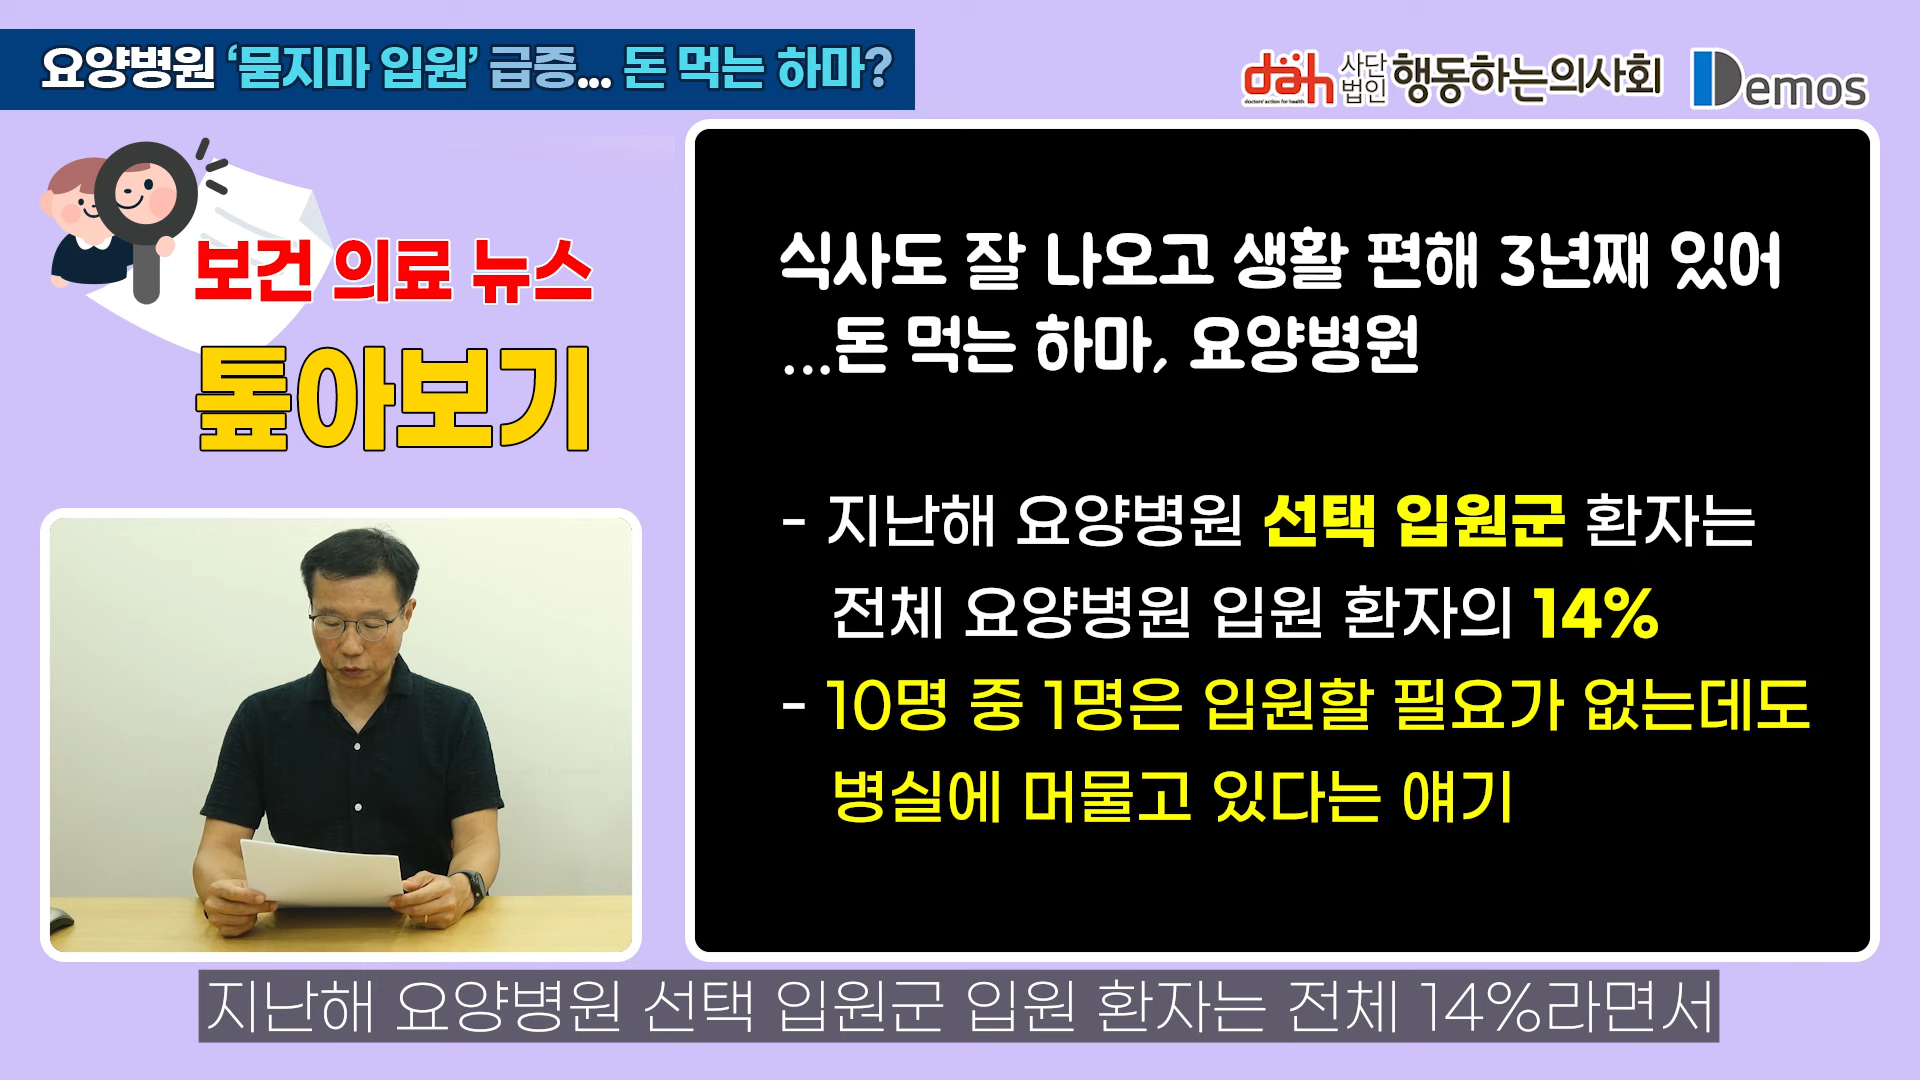 요양병원 ‘묻지마 입원’ 급증... 돈 먹는 하마?
däh 사단법인 행동하는의사회
doctors' action for health
Demos
보건 의료 뉴스
톺아보기
식사도 잘 나오고 생활 편해 3년째 있어
...돈 먹는 하마, 요양병원
- 지난해 요양병원 선택 입원군 환자는
전체 요양병원 입원 환자의 14%
- 10명 중 1명은 입원할 필요가 없는데도
병실에 머물고 있다는 얘기
지난해 요양병원 선택 입원군 입원 환자는 전체 14%라면서